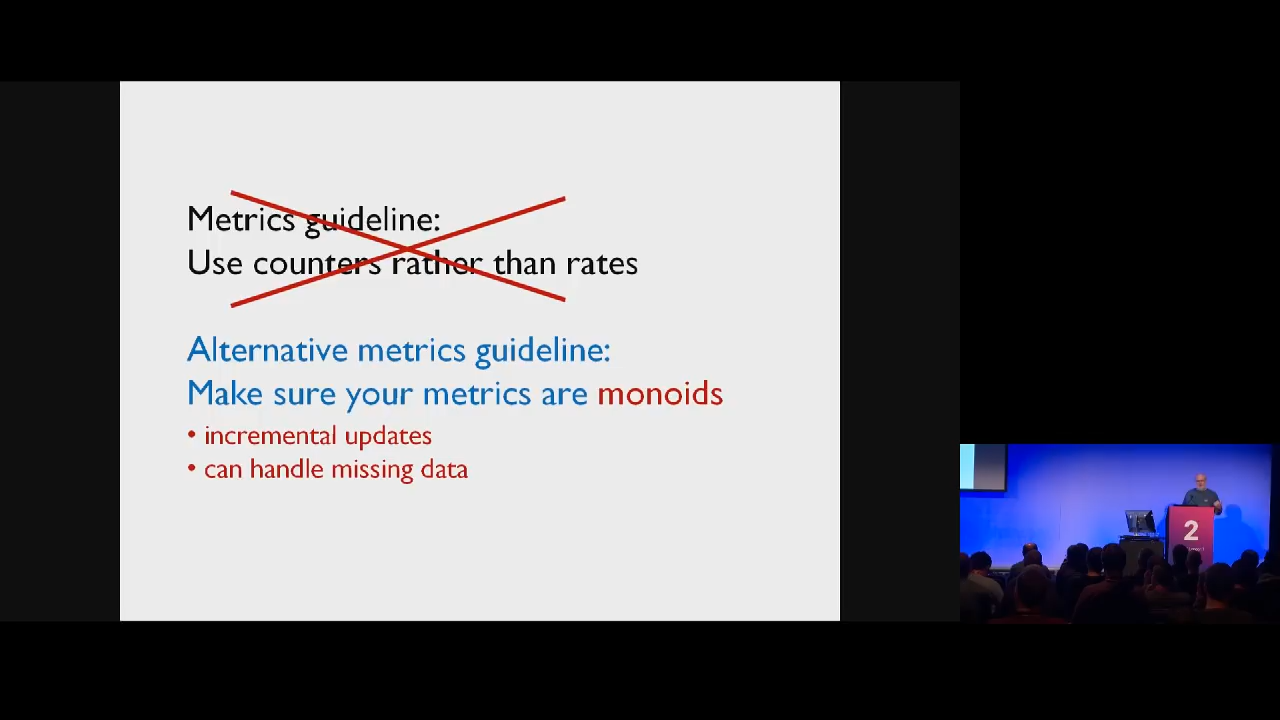 Metrics guideline:
Use counters rather than rates
Alternative metrics guideline:
Make sure your metrics are monoids
• incremental updates
• can handle missing data
2